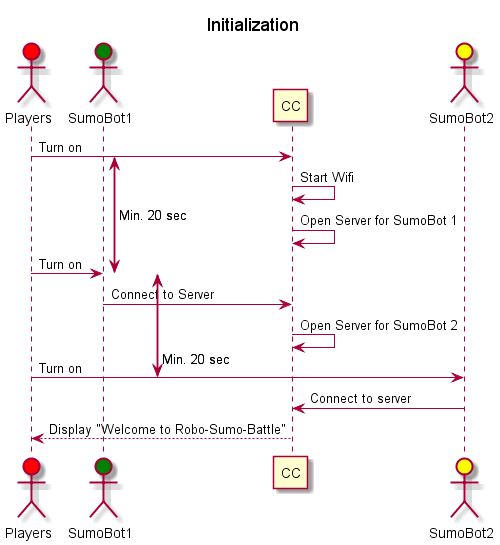 Initialization
Players
SumoBot1
CC
SumoBot2
Turn on
Start Wifi
Min. 20 sec
Open Server for SumoBot 1
Turn on
Connect to Server
Open Server for SumoBot 2
Min. 20 sec
Turn on
Connect to server
Display "Welcome to Robo-Sumo-Battle"
Players
SumoBot1
CC
SumoBot2